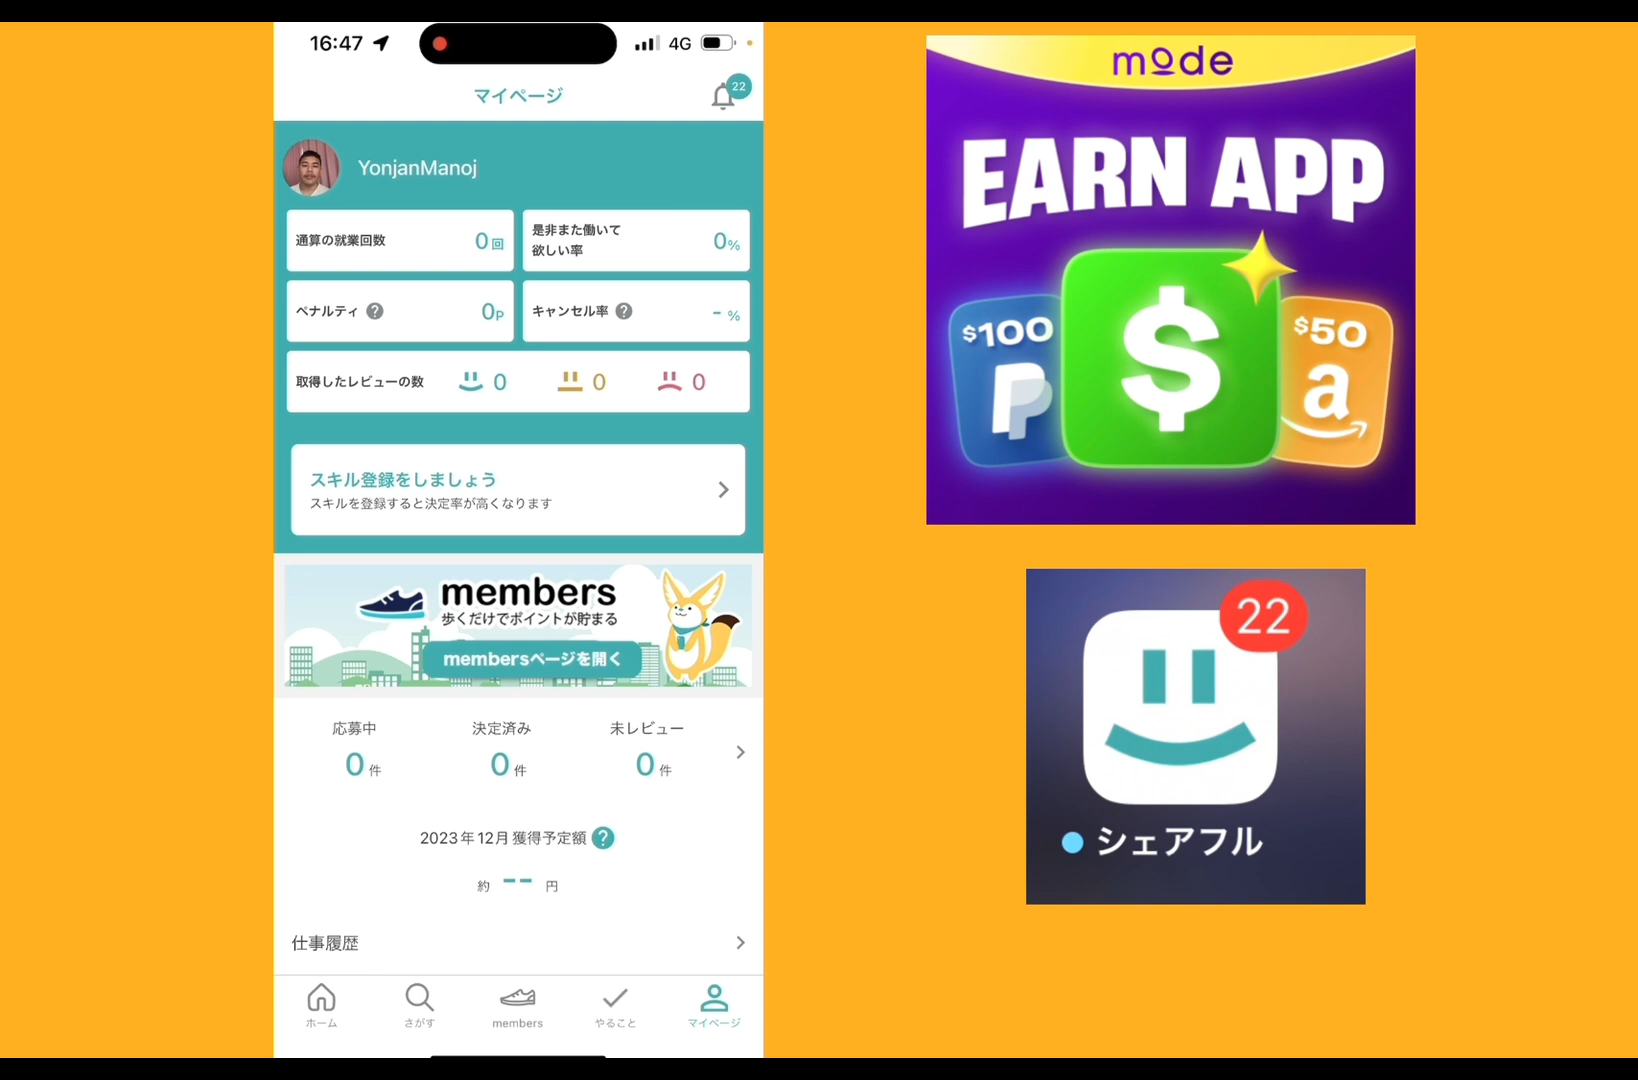 16:47
4G
マイページ
22
YonjanManoj
通算の就業回数
0回
是非また働いて
欲しい率
0%
ペナルティ ?
0P
キャンセル率 ?
- %
取得したレビューの数
0
0
0
スキル登録をしましょう
スキルを登録すると決定率が高くなります
members
歩くだけでポイントが貯まる
membersページを開く
応募中
決定済み
未レビュー
0件
0件
0件
2023年12月獲得予定額 ?
約 -- 円
仕事履歴
ホーム
さがす
members
やること
マイページ
mode
EARN APP
$100
$
$50
P
a
22
シェアフル